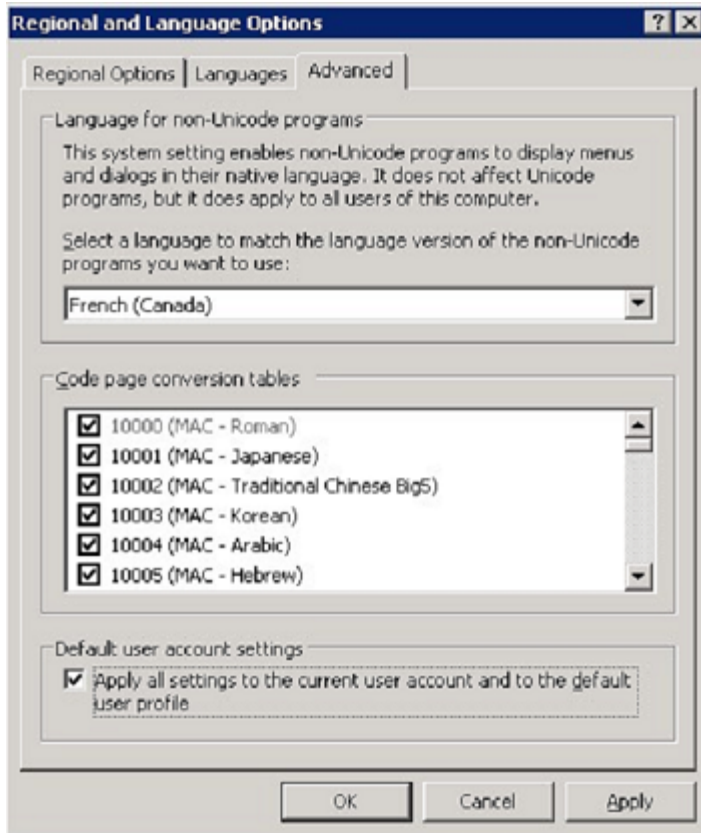 Regional and Language Options
Regional Options
Languages
Advanced
Language for non-Unicode programs
This system setting enables non-Unicode programs to display menus
and dialogs in their native language. It does not affect Unicode
programs, but it does apply to all users of this computer.
Select a language to match the language version of the non-Unicode
programs you want to use:
French (Canada)
Code page conversion tables
10000 (MAC - Roman)
10001 (MAC - Japanese)
10002 (MAC - Traditional Chinese Big5)
10003 (MAC - Korean)
10004 (MAC - Arabic)
10005 (MAC - Hebrew)
Default user account settings
Apply all settings to the current user account and to the default
user profile
OK
Cancel
Apply